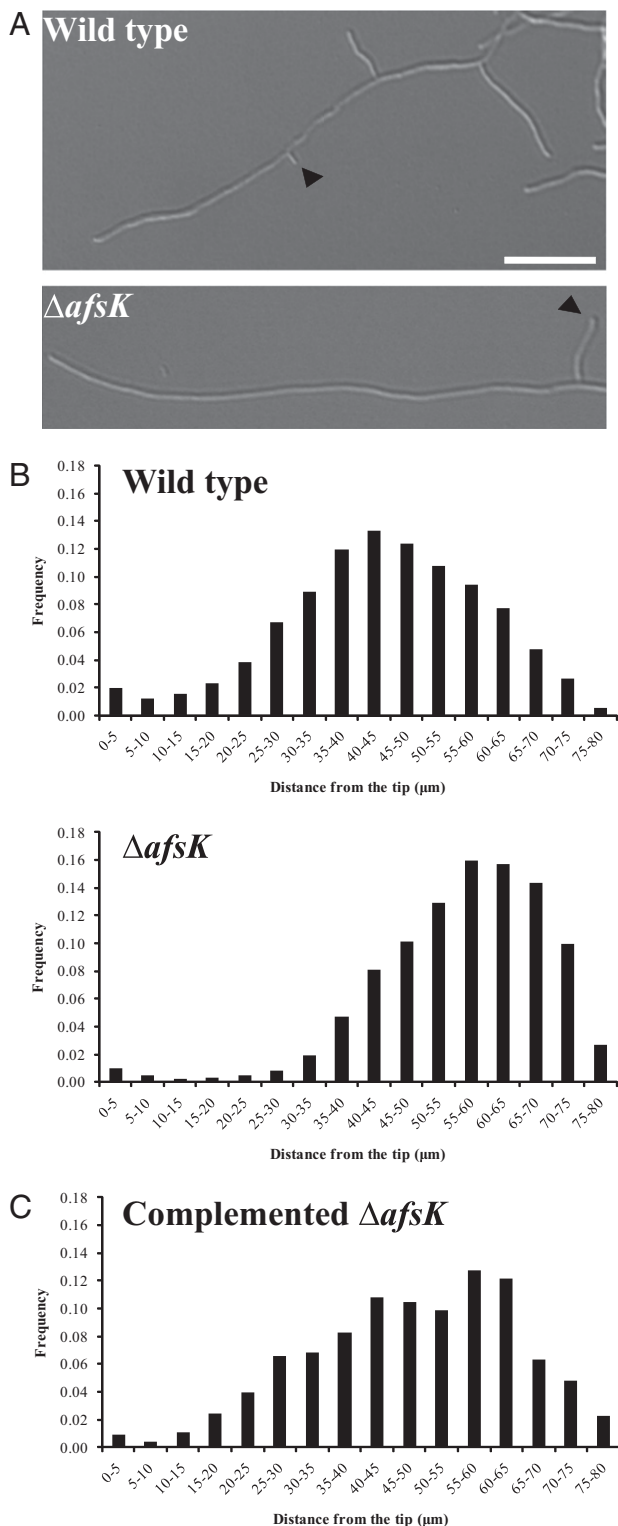 A
Wild type
ΔafsK
B
Wild type
0.18
0.16
0.14
0.12
0.10
0.08
0.06
0.04
0.02
0.00
Frequency
0-5 5-10 10-15 15-20 20-25 25-30 30-35 35-40 40-45 45-50 50-55 55-60 60-65 65-70 70-75 75-80
Distance from the tip (μm)
ΔafsK
0.18
0.16
0.14
0.12
0.10
0.08
0.06
0.04
0.02
0.00
Frequency
0-5 5-10 10-15 15-20 20-25 25-30 30-35 35-40 40-45 45-50 50-55 55-60 60-65 65-70 70-75 75-80
Distance from the tip (μm)
C
Complemented ΔafsK
0.18
0.16
0.14
0.12
0.10
0.08
0.06
0.04
0.02
0.00
Frequency
0-5 5-10 10-15 15-20 20-25 25-30 30-35 35-40 40-45 45-50 50-55 55-60 60-65 65-70 70-75 75-80
Distance from the tip (μm)